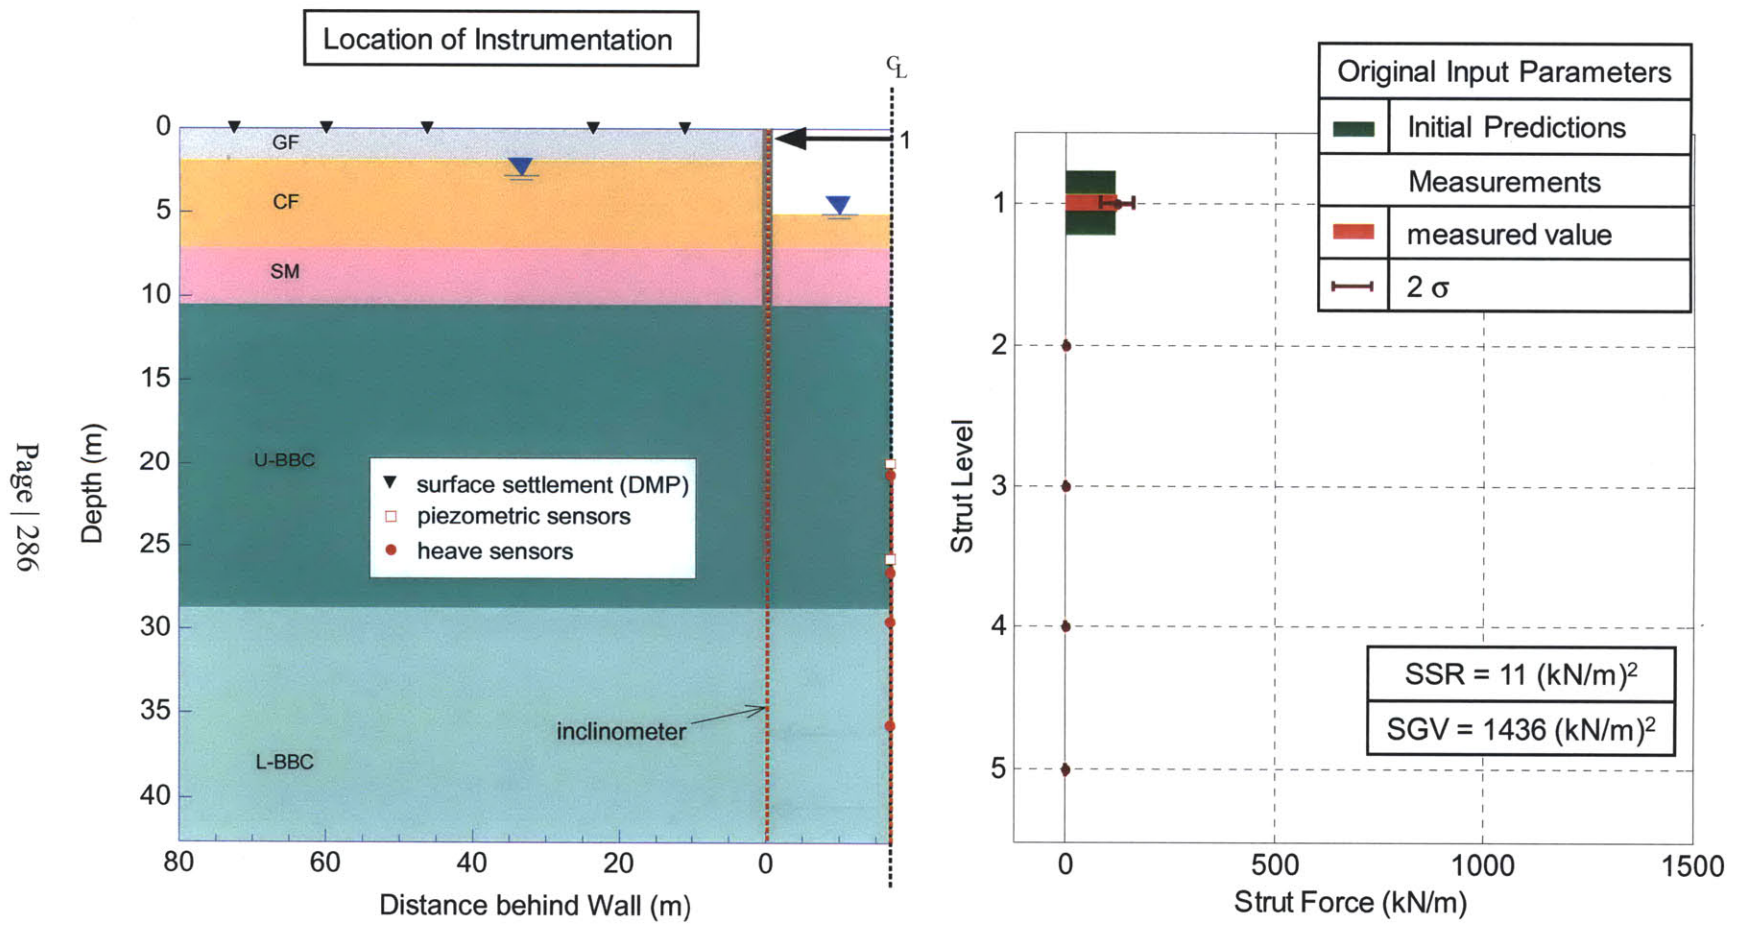 Location of Instrumentation
CL
0
5
10
15
20
25
30
35
40
Depth (m)
GF
CF
SM
U-BBC
L-BBC
1
surface settlement (DMP)
piezometric sensors
heave sensors
inclinometer
80
60
40
20
0
Distance behind Wall (m)
Page | 286
Original Input Parameters
Initial Predictions
Measurements
measured value
2 σ
1
2
3
4
5
Strut Level
SSR = 11 (kN/m)²
SGV = 1436 (kN/m)²
0
500
1000
1500
Strut Force (kN/m)